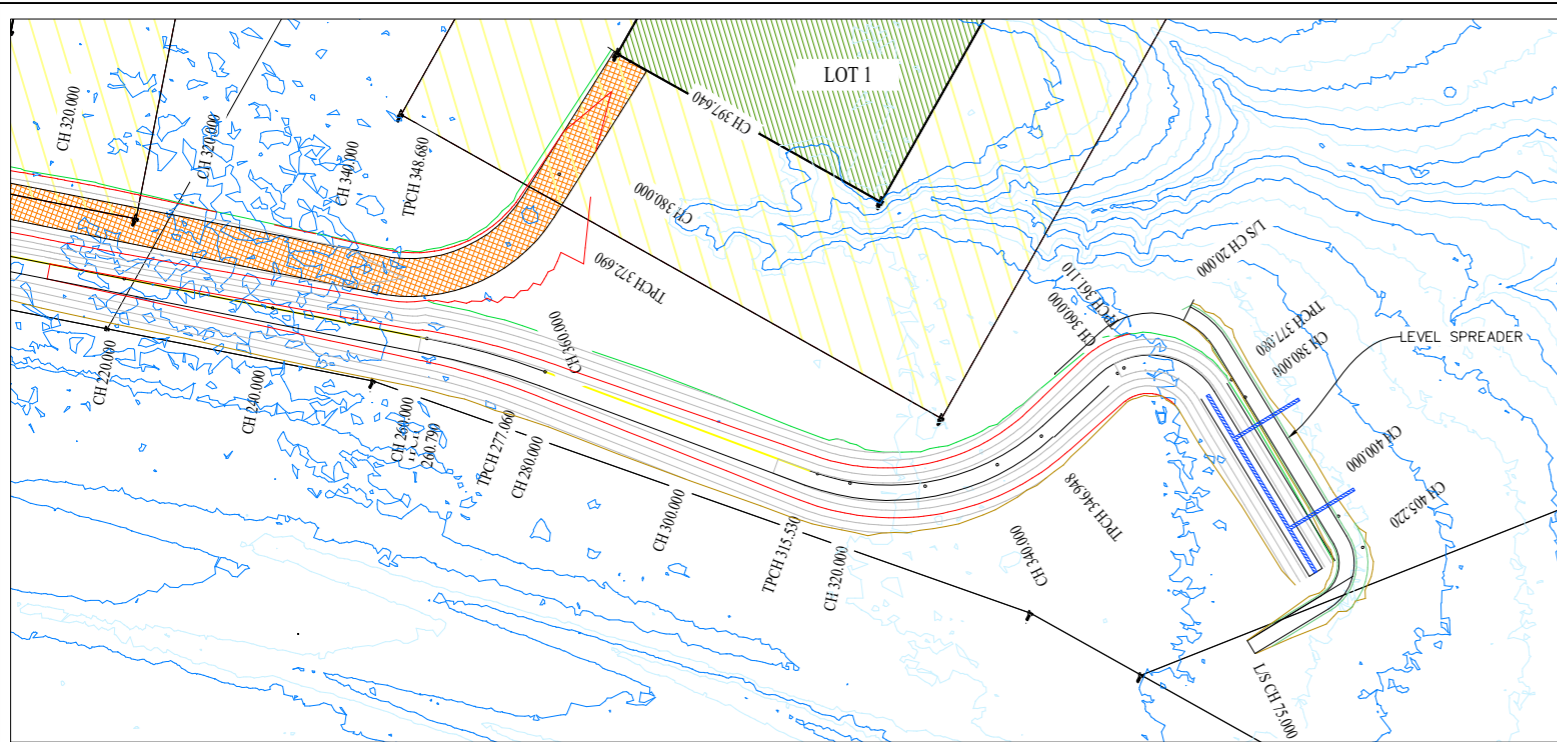 LOT 1
CH 397.640
CH 320.000
CH 320.000
CH 340.000
TPCH 348.680
CH 380.000
TPCH 372.690
CH 360.000
L/S CH 20.000
TPCH 361.110
CH 360.000
TPCH 377.080
CH 380.000
LEVEL SPREADER
CH 220.000
CH 240.000
CH 260.000
TPCH
260.790
TPCH 277.060
CH 280.000
CH 300.000
TPCH 315.530
CH 320.000
CH 340.000
TPCH 346.948
CH 400.000
CH 405.220
L/S CH 75.000